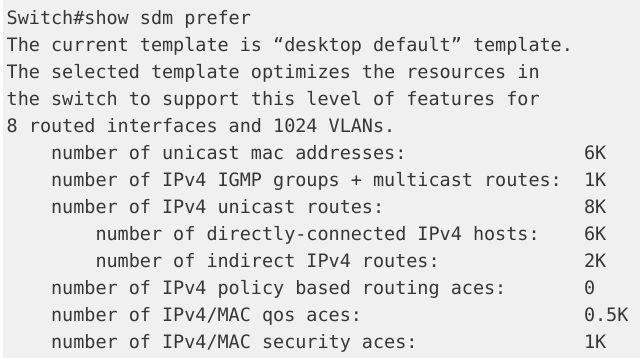 Switch#show sdm prefer
The current template is “desktop default” template.
The selected template optimizes the resources in
the switch to support this level of features for
8 routed interfaces and 1024 VLANs.
    number of unicast mac addresses:                6K
    number of IPv4 IGMP groups + multicast routes:  1K
    number of IPv4 unicast routes:                  8K
        number of directly-connected IPv4 hosts:    6K
        number of indirect IPv4 routes:             2K
    number of IPv4 policy based routing aces:       0
    number of IPv4/MAC qos aces:                    0.5K
    number of IPv4/MAC security aces:               1K